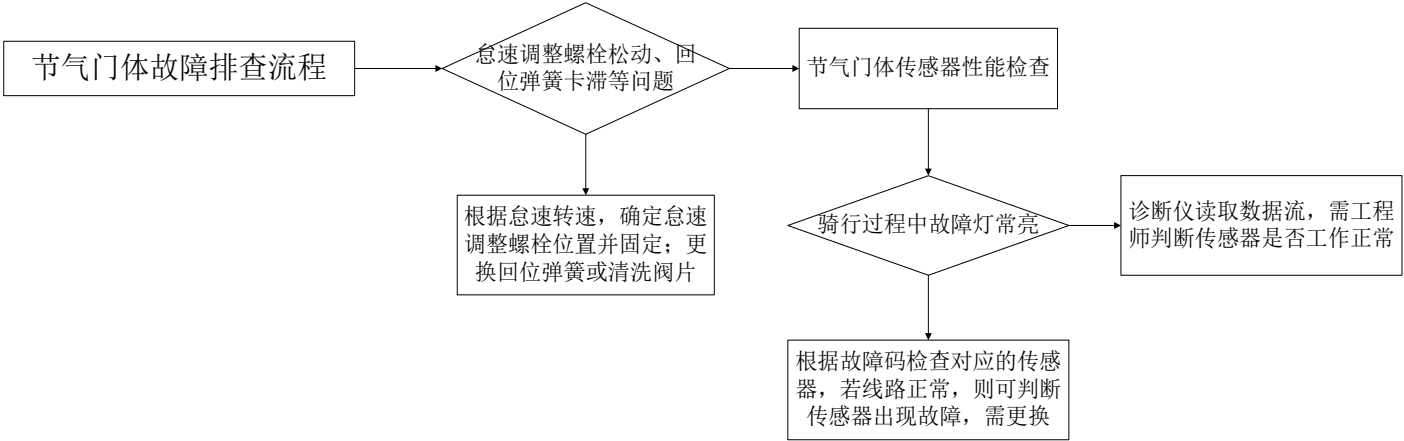 节气门体故障排查流程
怠速调整螺栓松动、回
位弹簧卡滞等问题
节气门体传感器性能检查
根据怠速转速，确定怠速
调整螺栓位置并固定；更
换回位弹簧或清洗阀片
骑行过程中故障灯常亮
诊断仪读取数据流，需工程
师判断传感器是否工作正常
根据故障码检查对应的传感
器，若线路正常，则可判断
传感器出现故障，需更换